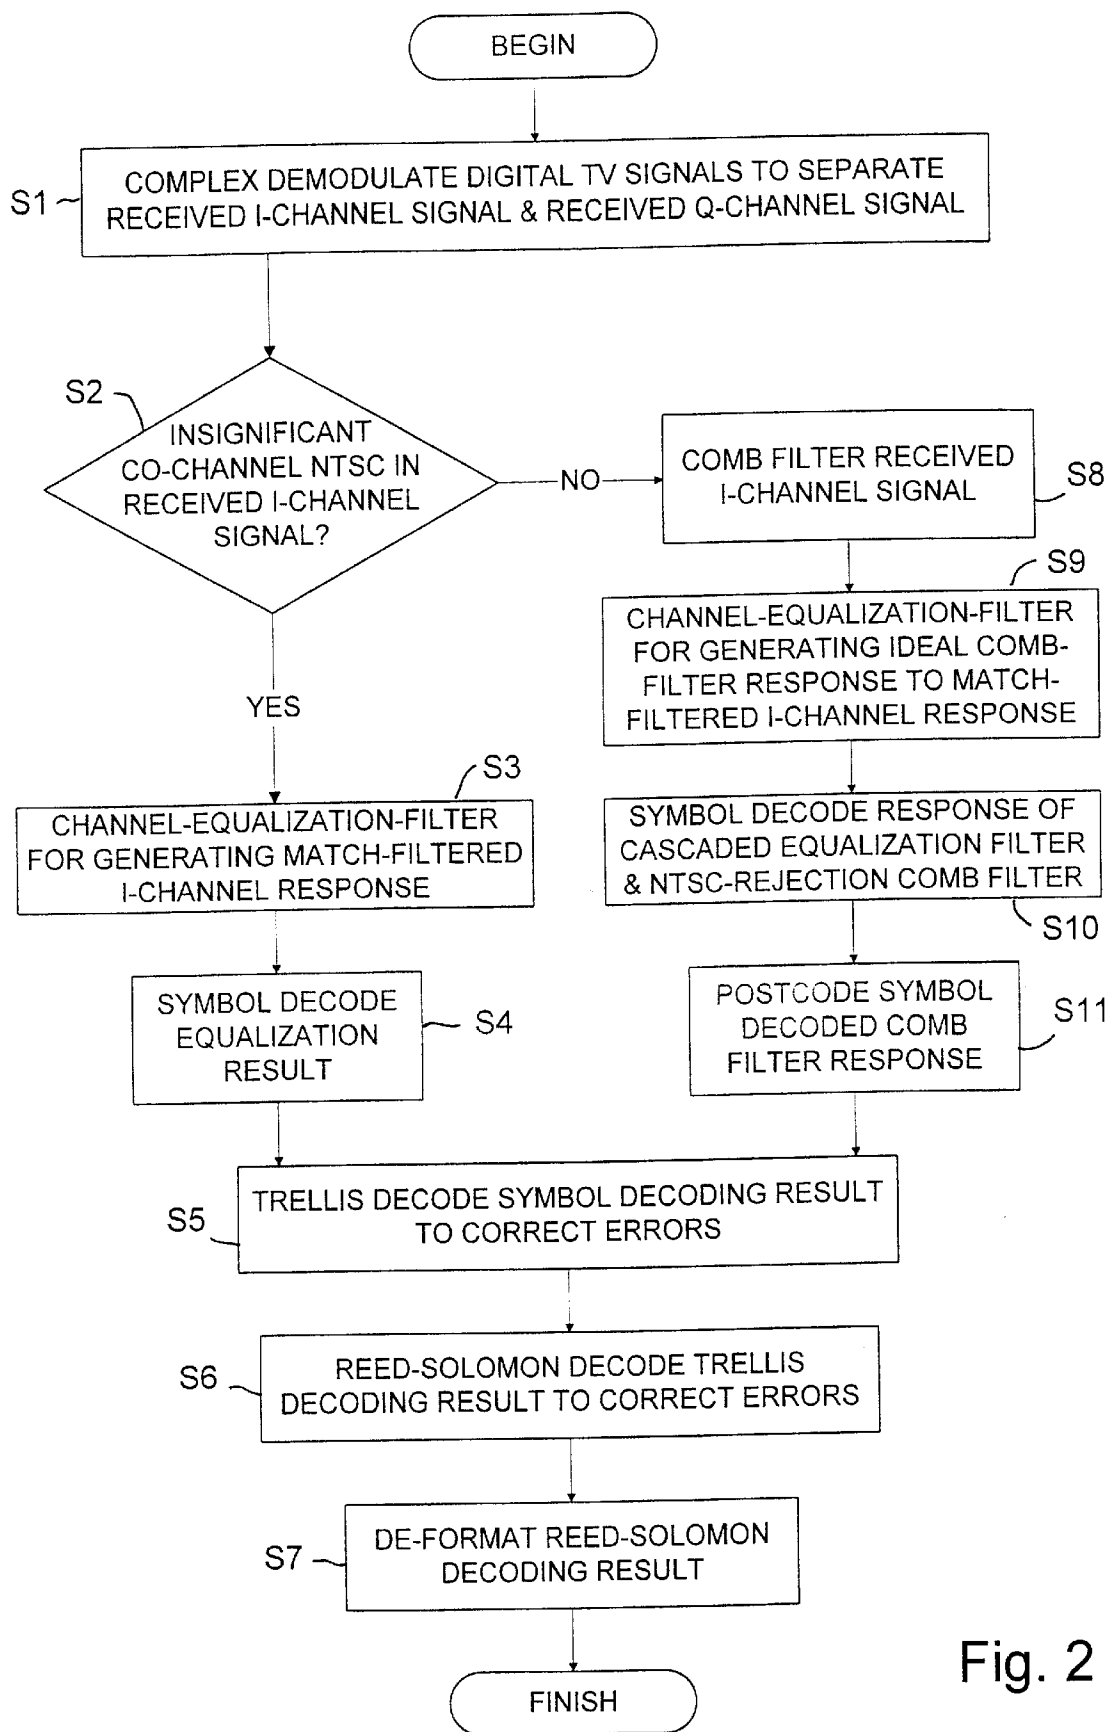 BEGIN
S1
COMPLEX DEMODULATE DIGITAL TV SIGNALS TO SEPARATE
RECEIVED I-CHANNEL SIGNAL & RECEIVED Q-CHANNEL SIGNAL
S2
INSIGNIFICANT
CO-CHANNEL NTSC IN
RECEIVED I-CHANNEL
SIGNAL?
NO
COMB FILTER RECEIVED
I-CHANNEL SIGNAL
S8
S9
CHANNEL-EQUALIZATION-FILTER
FOR GENERATING IDEAL COMB-
FILTER RESPONSE TO MATCH-
FILTERED I-CHANNEL RESPONSE
YES
S3
CHANNEL-EQUALIZATION-FILTER
FOR GENERATING MATCH-FILTERED
I-CHANNEL RESPONSE
SYMBOL DECODE RESPONSE OF
CASCADED EQUALIZATION FILTER
& NTSC-REJECTION COMB FILTER
S10
SYMBOL DECODE
EQUALIZATION
RESULT
S4
POSTCODE SYMBOL
DECODED COMB
FILTER RESPONSE
S11
S5
TRELLIS DECODE SYMBOL DECODING RESULT
TO CORRECT ERRORS
S6
REED-SOLOMON DECODE TRELLIS
DECODING RESULT TO CORRECT ERRORS
S7
DE-FORMAT REED-SOLOMON
DECODING RESULT
FINISH
Fig. 2